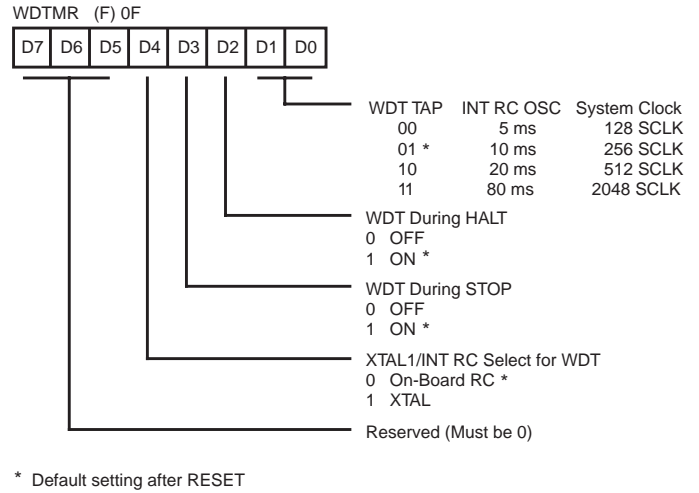 WDTMR (F) 0F
D7 D6 D5 D4 D3 D2 D1 D0
WDT TAP INT RC OSC System Clock
00 5 ms 128 SCLK
01 * 10 ms 256 SCLK
10 20 ms 512 SCLK
11 80 ms 2048 SCLK
WDT During HALT
0 OFF
1 ON *
WDT During STOP
0 OFF
1 ON *
XTAL1/INT RC Select for WDT
0 On-Board RC *
1 XTAL
Reserved (Must be 0)
* Default setting after RESET